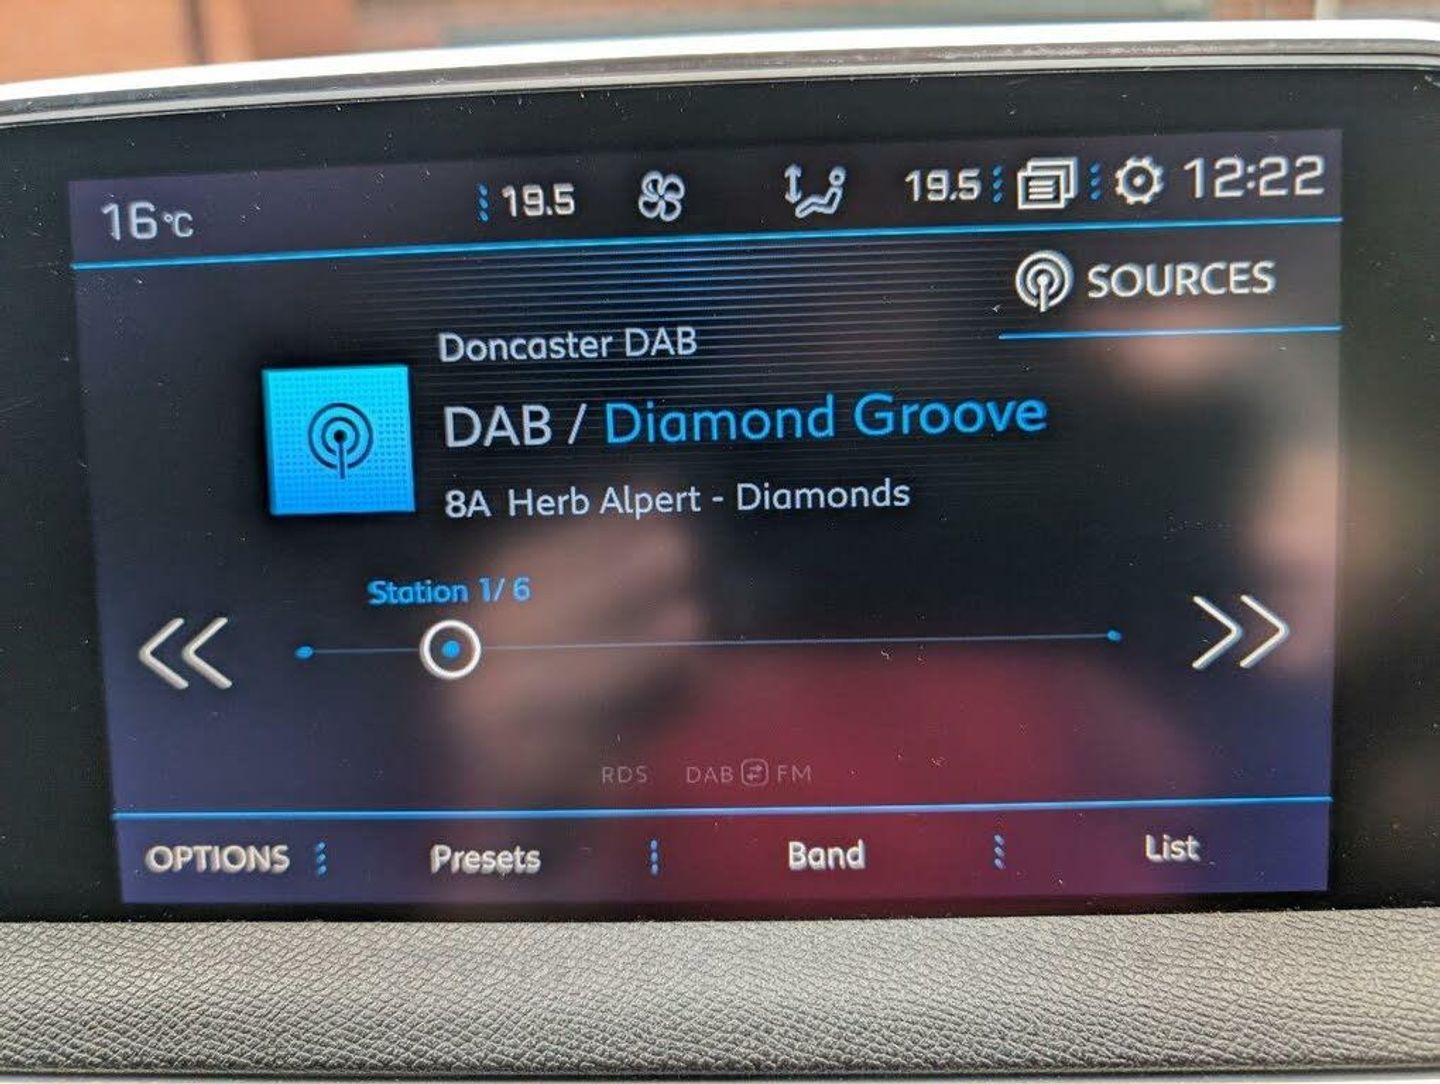 16°C 19.5 19.5 12:22
SOURCES
Doncaster DAB
DAB / Diamond Groove
8A Herb Alpert - Diamonds
Station 1/ 6
RDS DAB FM
OPTIONS Presets Band List